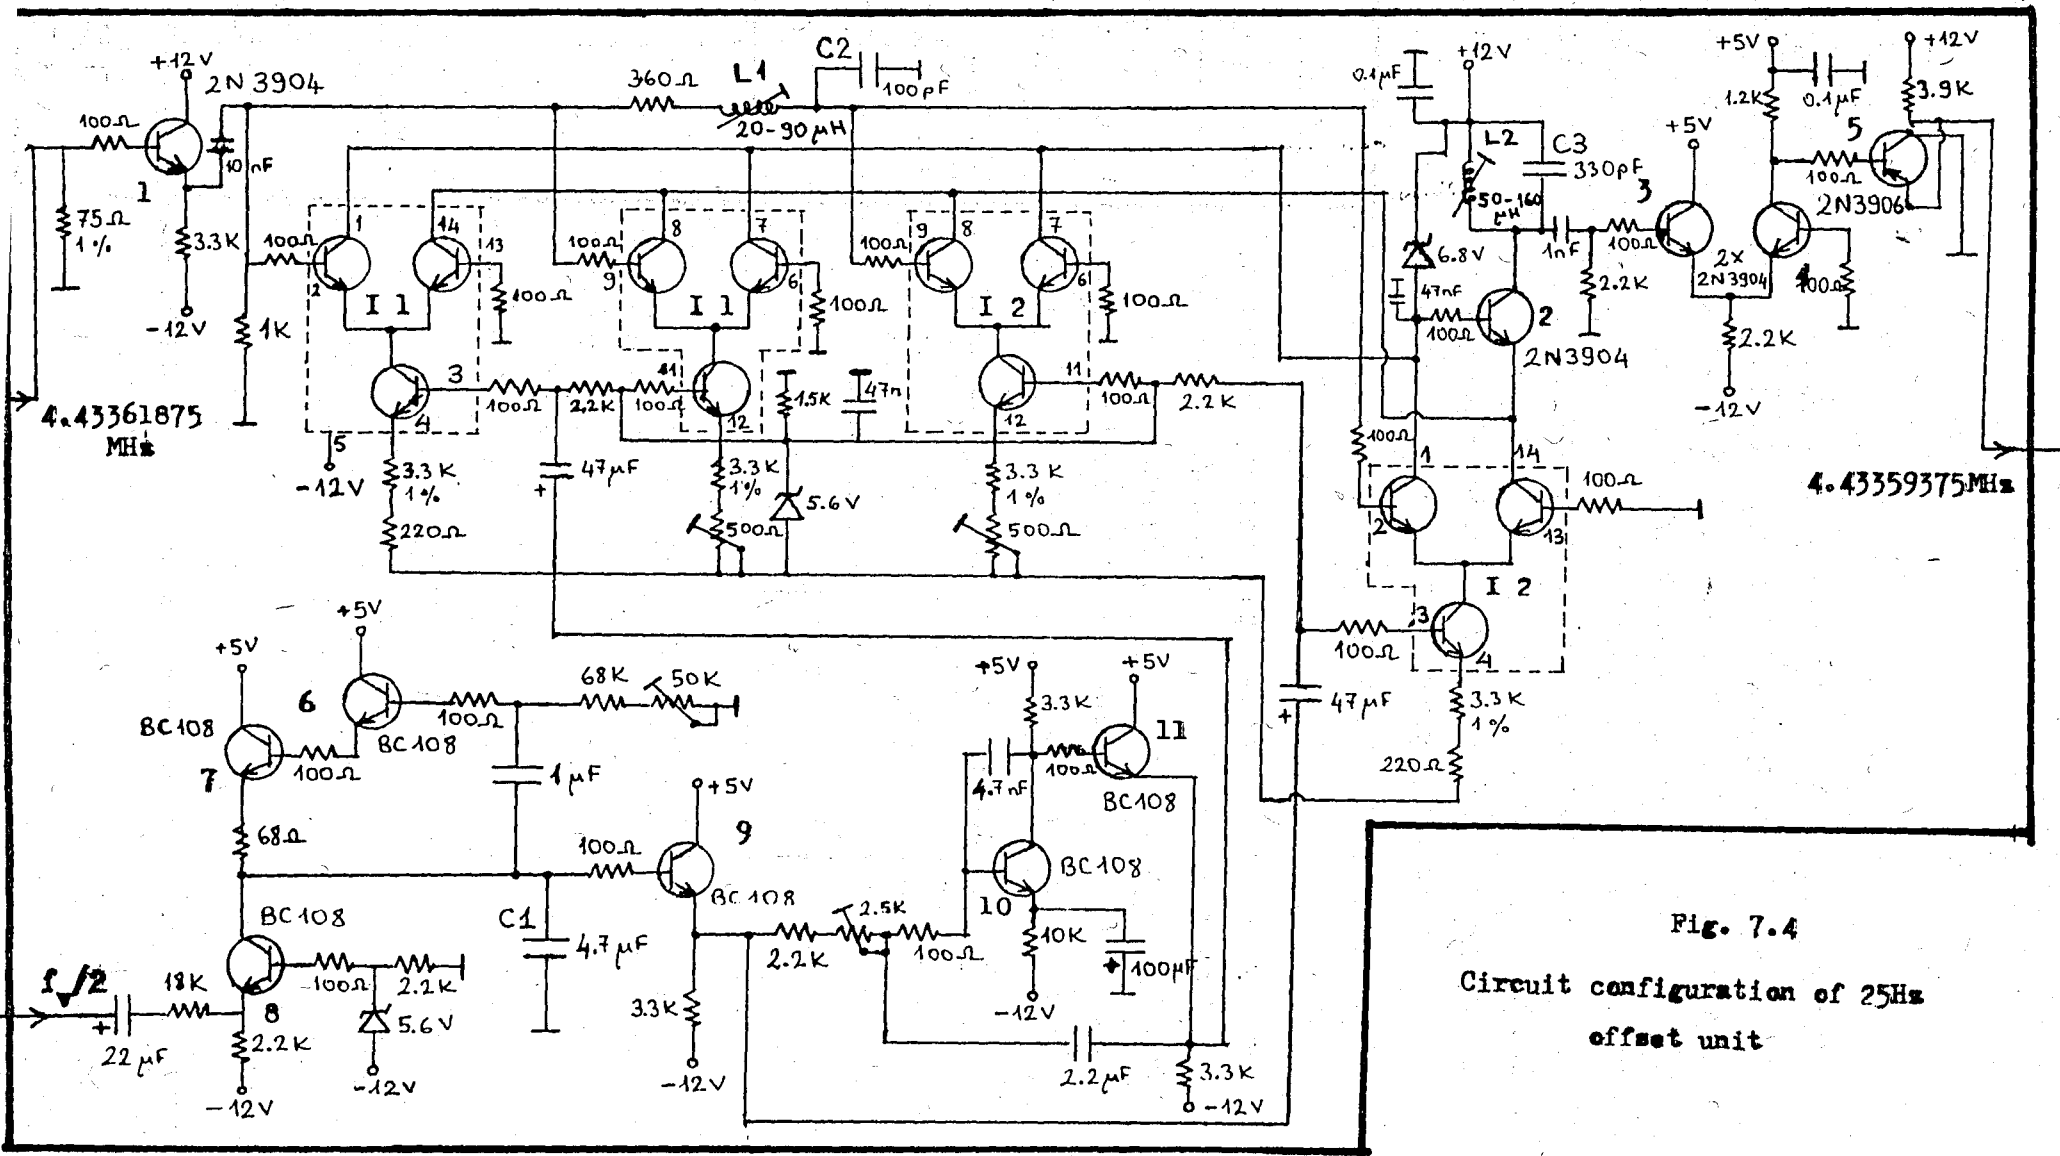 +12V
2N3904
100Ω
1
10 nF
75Ω
1%
3.3K
-12V
1K
4.43361875
MHz
360Ω
L1
20-90μH
C2
100pF
100Ω
1
2
14
13
I 1
100Ω
3
4
5
-12V
3.3K
1%
220Ω
100Ω
2.2K
100Ω
47μF
+
100Ω
9
8
7
6
I 1
100Ω
11
12
3.3K
1%
500Ω
1.5K
47n
5.6V
100Ω
9
8
7
6
I 2
100Ω
11
12
100Ω
2.2K
3.3K
1%
500Ω
0.1μF
+12V
L2
50-160
μH
C3
330pF
6.8V
47nF
100Ω
2
2N3904
1nF
100Ω
2.2K
3
+5V
2x
2N3904
4
100Ω
2.2K
-12V
+5V
0.1μF
1.2K
5
100Ω
2N3906
+12V
3.9K
4.43359375MHz
100Ω
1
2
14
13
100Ω
I 2
3
4
100Ω
47μF
+
3.3K
1%
220Ω
+5V
+5V
6
BC108
7
100Ω
BC108
100Ω
68K
50K
68Ω
1μF
BC108
8
100Ω
2.2K
5.6V
-12V
f√/2
+
22μF
18K
2.2K
-12V
C1
4.7μF
100Ω
+5V
9
BC108
3.3K
-12V
2.2K
2.5K
100Ω
+5V
3.3K
4.7nF
100Ω
+5V
11
BC108
BC108
10
10K
-12V
+
100μF
2.2μF
3.3K
-12V
Fig. 7.4
Circuit configuration of 25Hz
offset unit